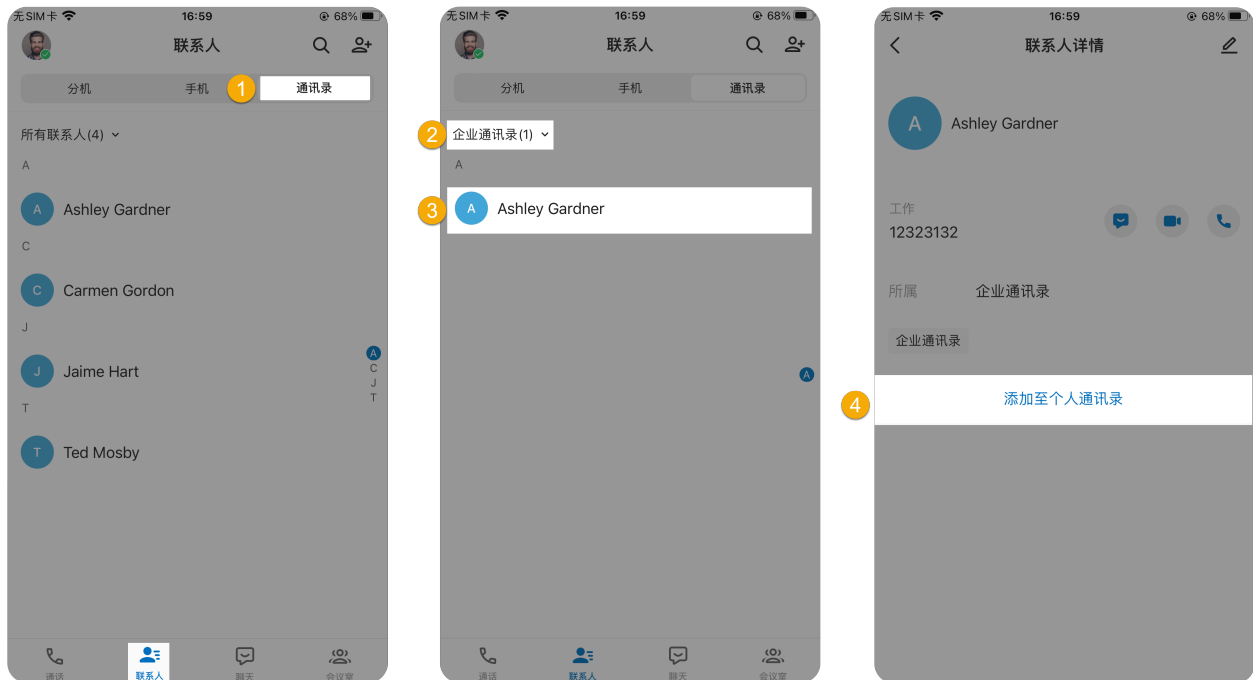 无SIM卡
16:59
68%
联系人
分机
手机
1
通讯录
所有联系人(4)
A
A
Ashley Gardner
C
C
Carmen Gordon
J
J
Jaime Hart
T
T
Ted Mosby
A
C
J
T
通话
联系人
聊天
会议室
无SIM卡
16:59
68%
联系人
分机
手机
通讯录
2
企业通讯录(1)
A
3
A
Ashley Gardner
A
通话
联系人
聊天
会议室
无SIM卡
16:59
68%
联系人详情
A
Ashley Gardner
工作
12323132
所属
企业通讯录
企业通讯录
4
添加至个人通讯录